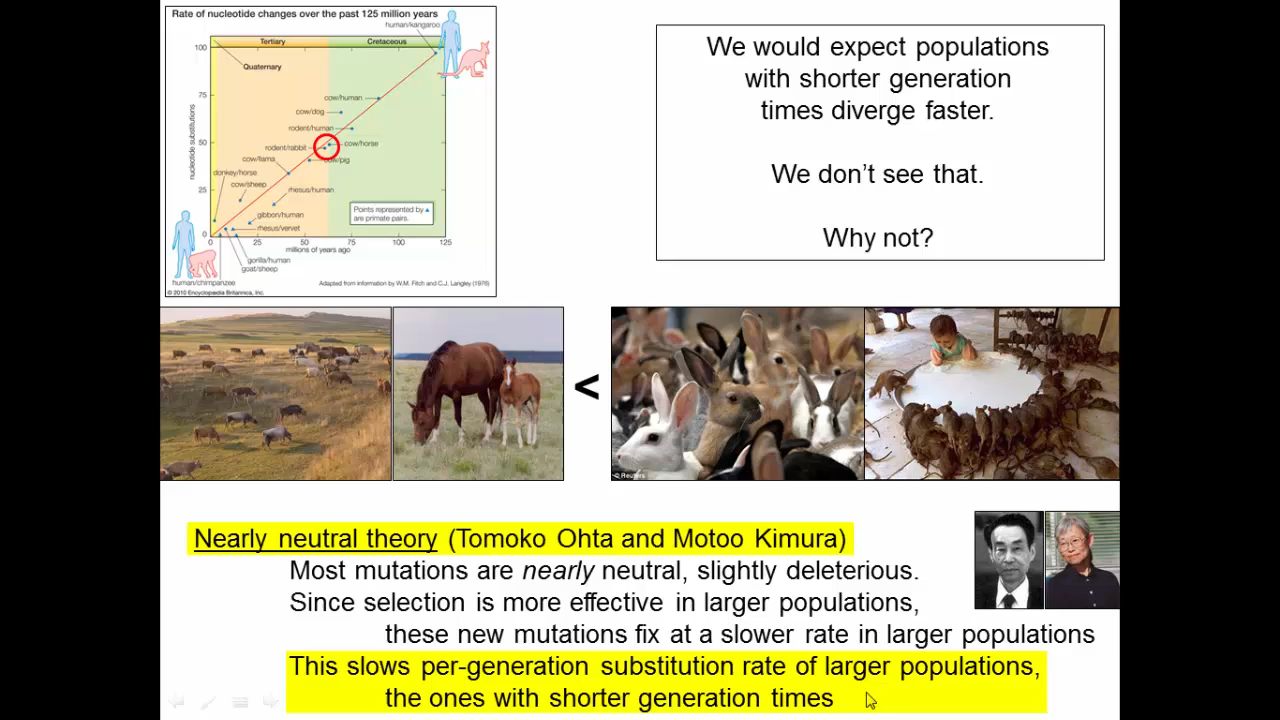 Rate of nucleotide changes over the past 125 million years
human/kangaroo
Tertiary
Cretaceous
100
Quaternary
75
50
25
0
nucleotide substitutions
cow/human
cow/dog
rodent/human
rodent/rabbit
cow/horse
cow/llama
cow/pig
donkey/horse
cow/sheep
rhesus/human
gibbon/human
rhesus/vervet
gorilla/human
goat/sheep
human/chimpanzee
Points represented by ▲
are primate pairs.
0 25 50 75 100 125
millions of years ago
Adapted from information by W.M. Fitch and C.J. Langley (1976)
© 2010 Encyclopædia Britannica, Inc.
We would expect populations
with shorter generation
times diverge faster.
We don't see that.
Why not?
<
© Reuters
Nearly neutral theory (Tomoko Ohta and Motoo Kimura)
Most mutations are nearly neutral, slightly deleterious.
Since selection is more effective in larger populations,
these new mutations fix at a slower rate in larger populations
This slows per-generation substitution rate of larger populations,
the ones with shorter generation times